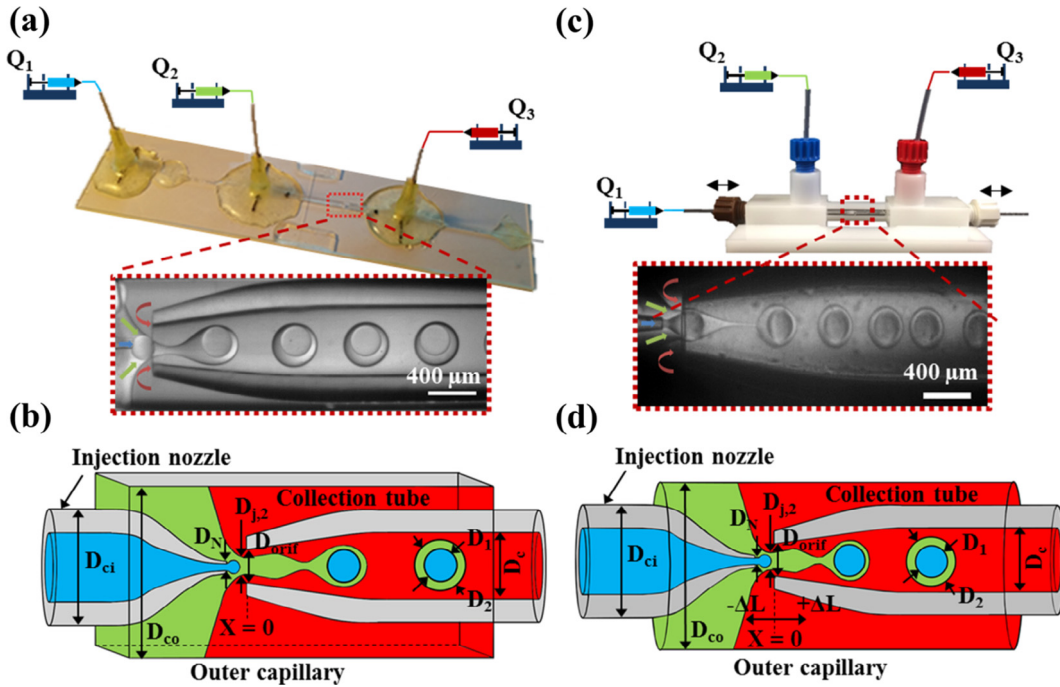 (a)
Q1
Q2
Q3
400 µm
(b)
Injection nozzle
Collection tube
DN
Dj,2
Dorif
Dci
D1
Dc
D2
Dco
X = 0
Outer capillary
(c)
Q2
Q3
Q1
400 µm
(d)
Injection nozzle
Collection tube
DN
Dj,2
Dorif
Dci
D1
Dc
-ΔL
+ΔL
D2
Dco
X = 0
Outer capillary